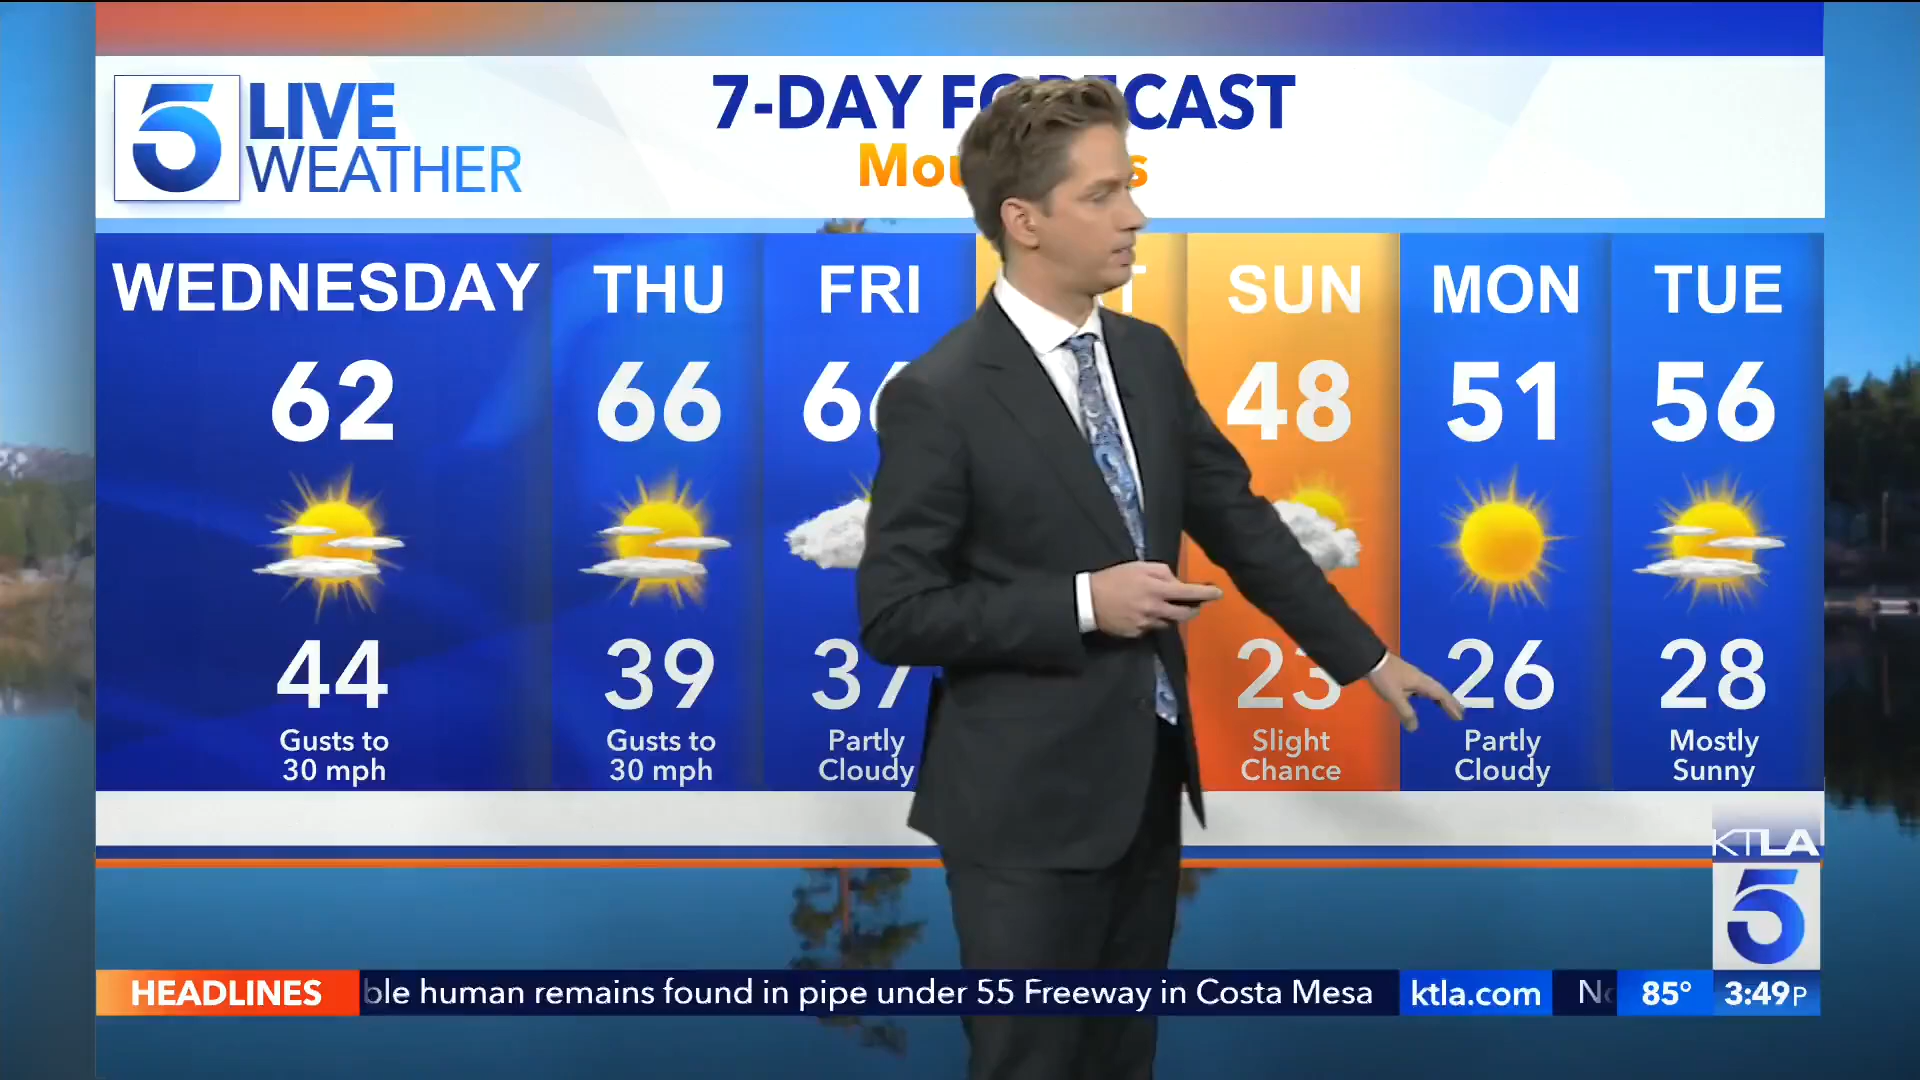 5 LIVE
WEATHER
7-DAY
WEDNESDAY
THU
FRI
SUN
MON
TUE
62
66
48
51
56
44
39
37
23
26
28
Gusts to
30 mph
Gusts to
30 mph
Partly
Cloudy
Slight
Chance
Partly
Cloudy
Mostly
Sunny
KTLA
5
HEADLINES
ble human remains found in pipe under 55 Freeway in Costa Mesa
ktla.com
85°
3:49P